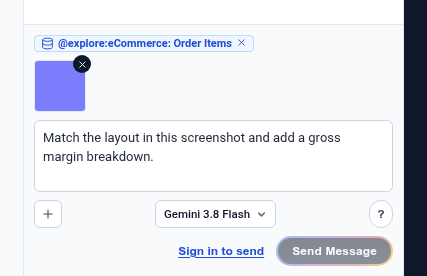 @explore:eCommerce: Order Items
Match the layout in this screenshot and add a gross
margin breakdown.
Gemini 3.8 Flash
?
Sign in to send
Send Message